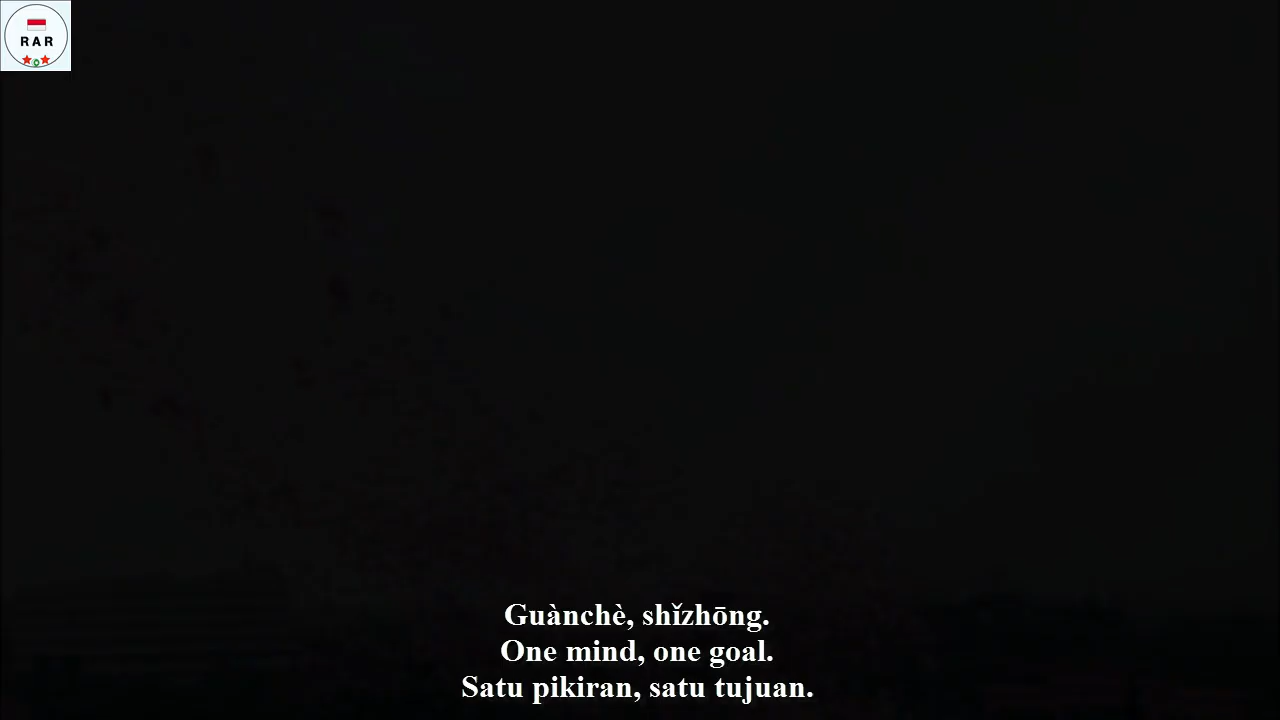 RAR
Guànchè, shǐzhōng.
One mind, one goal.
Satu pikiran, satu tujuan.